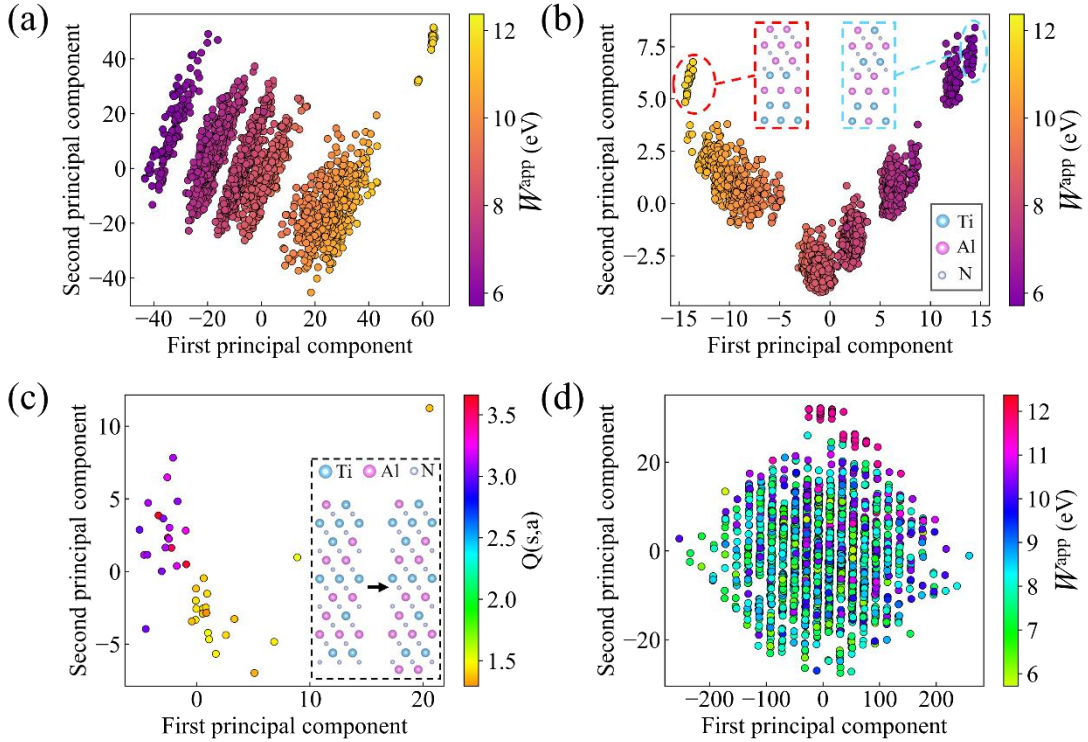 (a)
Second principal component
40
20
0
−20
−40
−40
−20
0
20
40
60
First principal component
12
10
8
6
W^app (eV)
(b)
Second principal component
7.5
5.0
2.5
0.0
−2.5
−15
−10
−5
0
5
10
15
First principal component
Ti
Al
N
12
10
8
6
W^app (eV)
(c)
Second principal component
10
5
0
−5
0
10
20
First principal component
Ti Al N
3.5
3.0
2.5
2.0
1.5
Q(s,a)
(d)
Second principal component
20
0
−20
−200
−100
0
100
200
First principal component
12
11
10
9
8
7
6
W^app (eV)